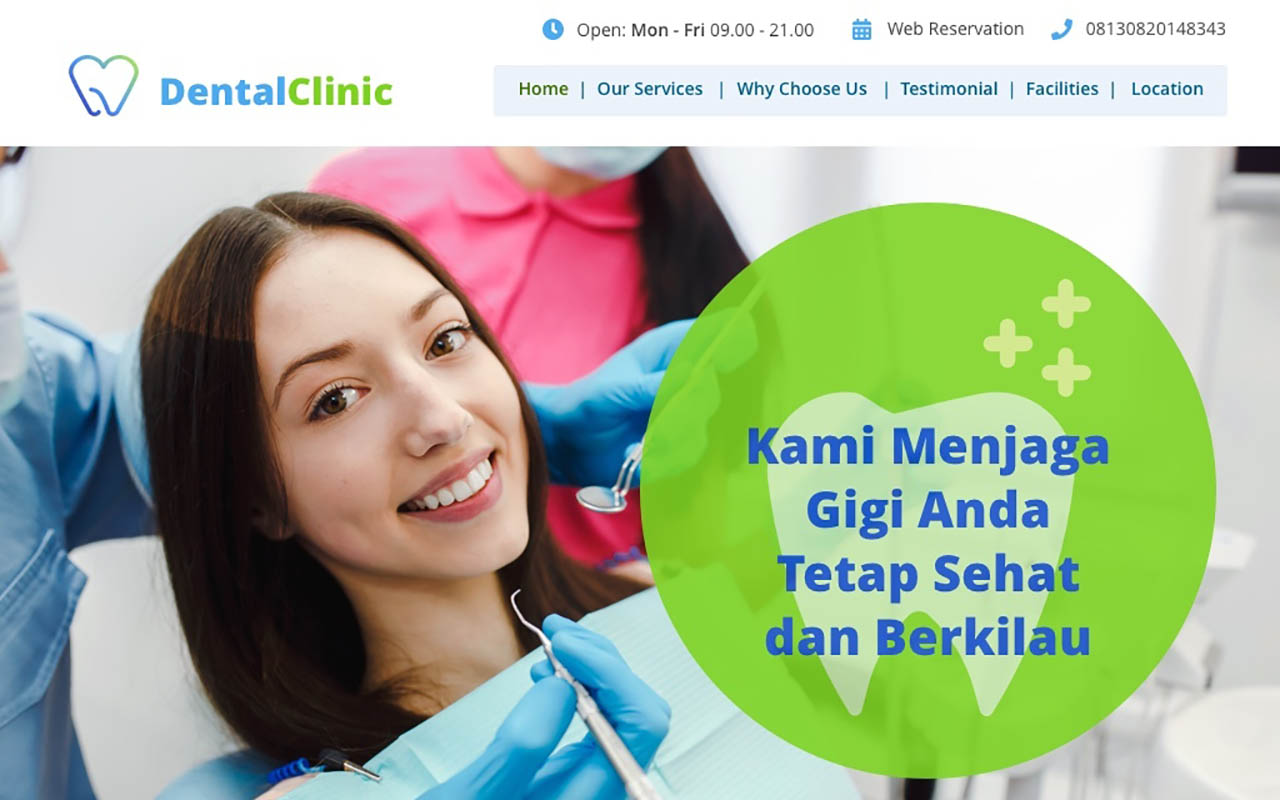 Open: Mon - Fri 09.00 - 21.00 Web Reservation 08130820148343
DentalClinic
Home | Our Services | Why Choose Us | Testimonial | Facilities | Location
Kami Menjaga
Gigi Anda
Tetap Sehat
dan Berkilau